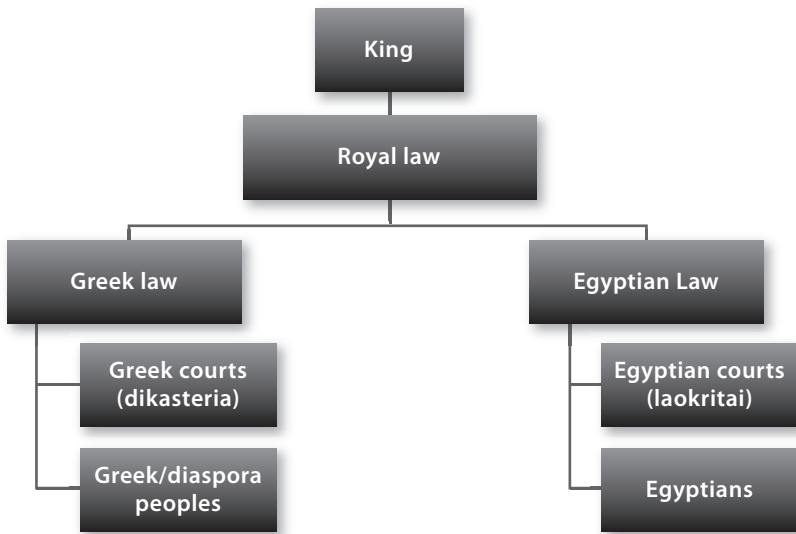 King
Royal law
Greek law
Egyptian Law
Greek courts
(dikasteria)
Egyptian courts
(laokritai)
Greek/diaspora
peoples
Egyptians